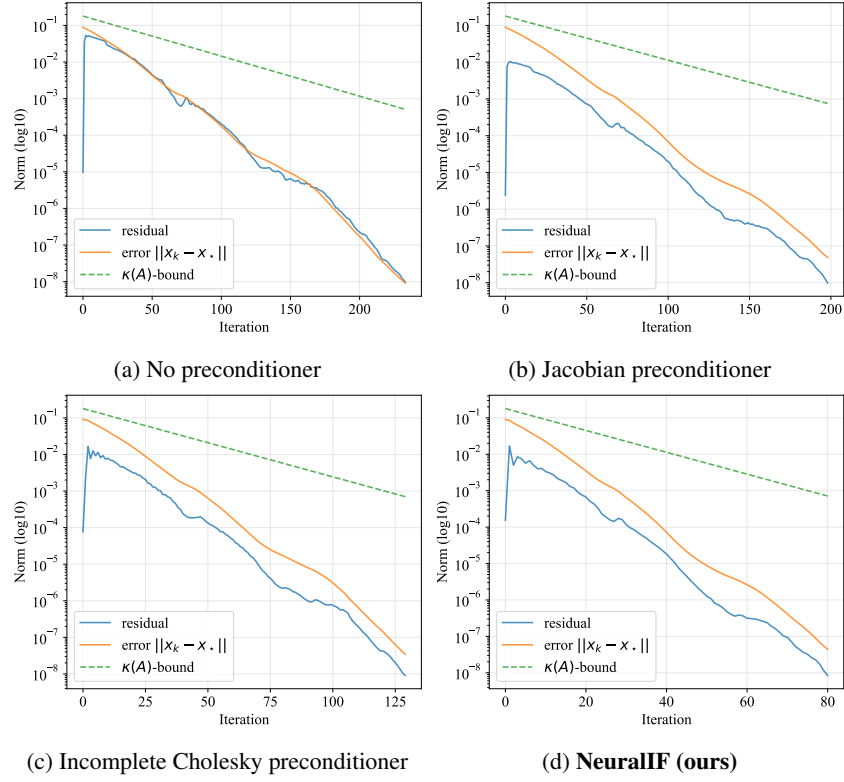 10⁻¹
10⁻²
10⁻³
10⁻⁴
10⁻⁵
10⁻⁶
10⁻⁷
10⁻⁸
Norm (log10)
residual
error ||x_k − x_⋆||
κ(A)-bound
0 50 100 150 200
Iteration
(a) No preconditioner
10⁻¹
10⁻²
10⁻³
10⁻⁴
10⁻⁵
10⁻⁶
10⁻⁷
10⁻⁸
Norm (log10)
residual
error ||x_k − x_⋆||
κ(A)-bound
0 50 100 150 200
Iteration
(b) Jacobian preconditioner
10⁻¹
10⁻²
10⁻³
10⁻⁴
10⁻⁵
10⁻⁶
10⁻⁷
10⁻⁸
Norm (log10)
residual
error ||x_k − x_⋆||
κ(A)-bound
0 25 50 75 100 125
Iteration
(c) Incomplete Cholesky preconditioner
10⁻¹
10⁻²
10⁻³
10⁻⁴
10⁻⁵
10⁻⁶
10⁻⁷
10⁻⁸
Norm (log10)
residual
error ||x_k − x_⋆||
κ(A)-bound
0 20 40 60 80
Iteration
(d) NeuralIF (ours)